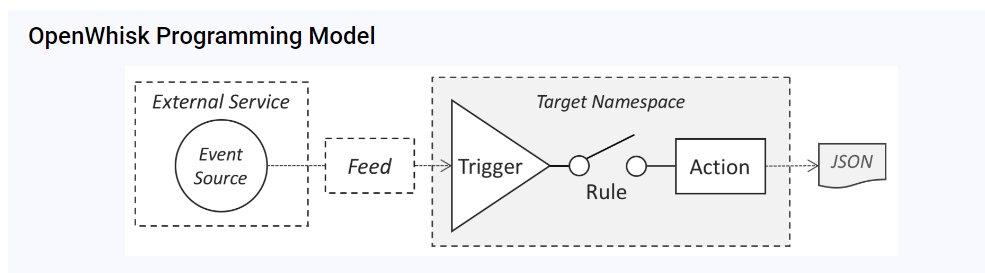 OpenWhisk Programming Model
External Service
Event
Source
Feed
Target Namespace
Trigger
Rule
Action
JSON